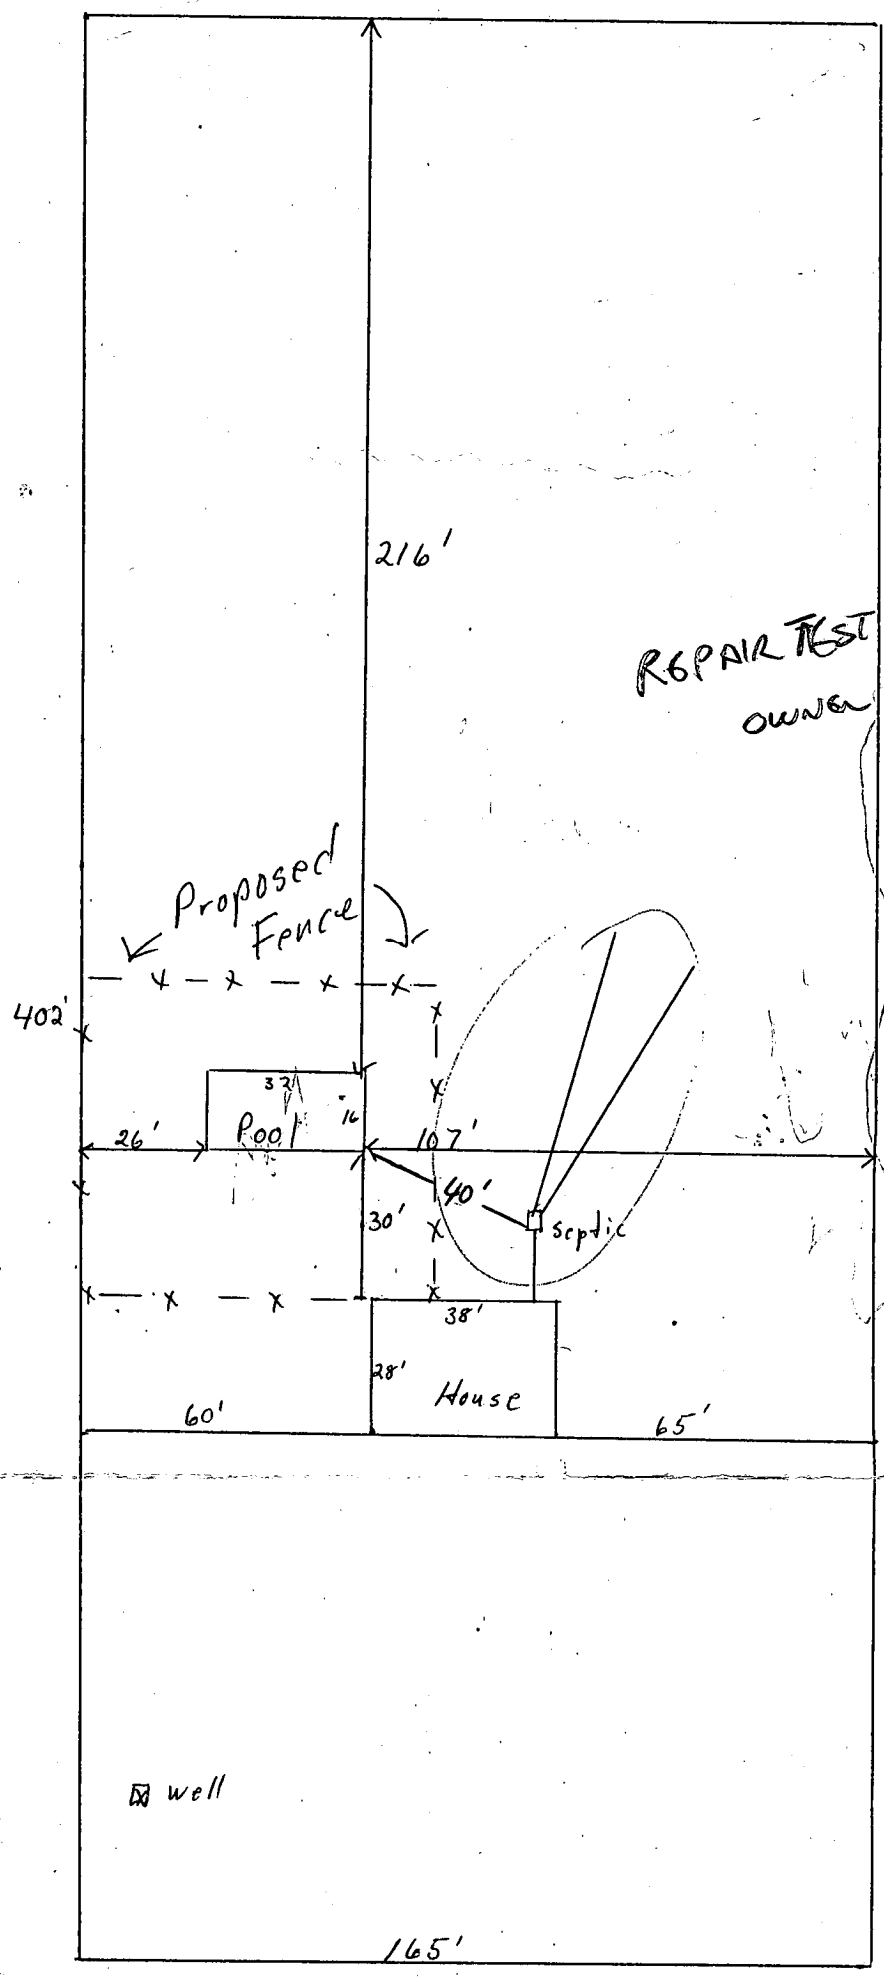 216'
REPAIR TEST
OWNER
Proposed
Fence
402'
32'
16'
26'
Pool
107'
40'
30'
Septic
38'
28'
House
60'
65'
well
165'